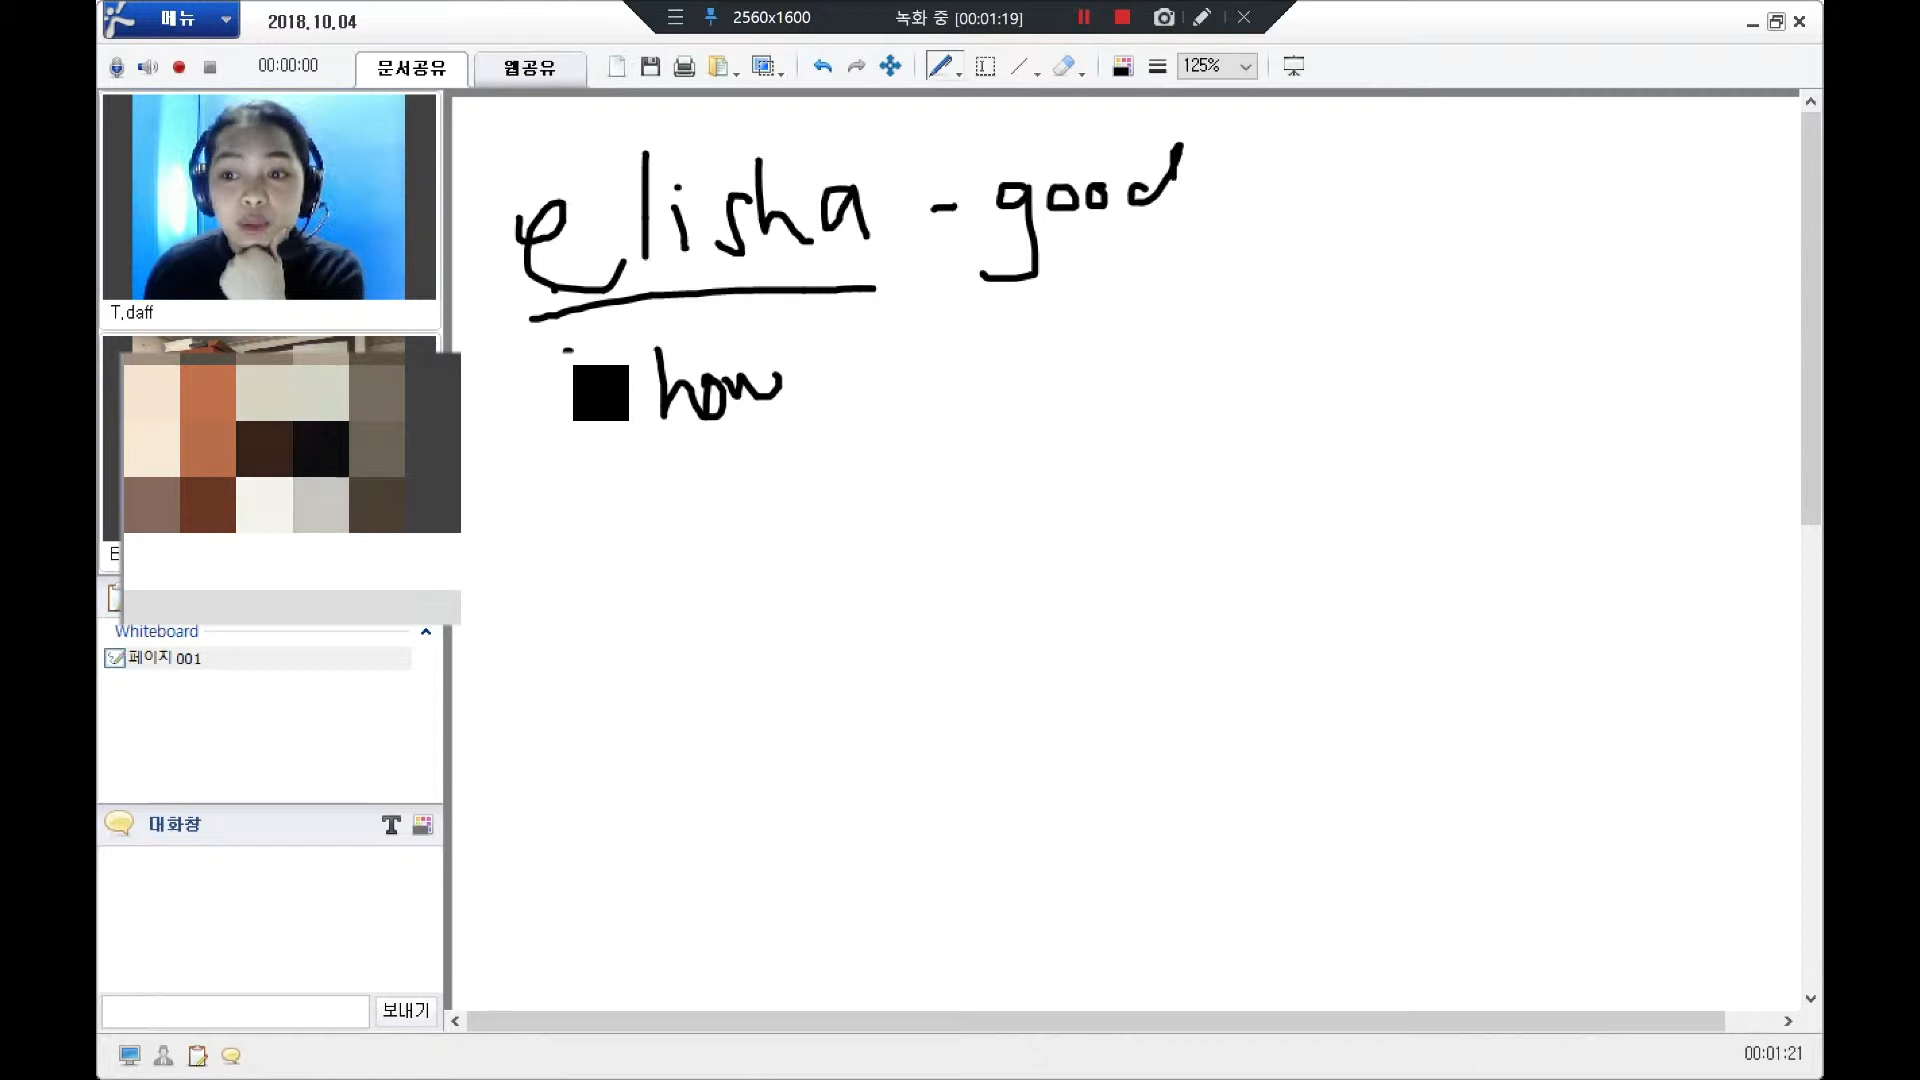 메뉴 2018.10.04 2560x1600 녹화 중 [00:01:19]
00:00:00 문서공유 웹공유 125%
elisha - good
T.daff
how
E
Whiteboard
페이지 001
대화창
T
보내기
00:01:21